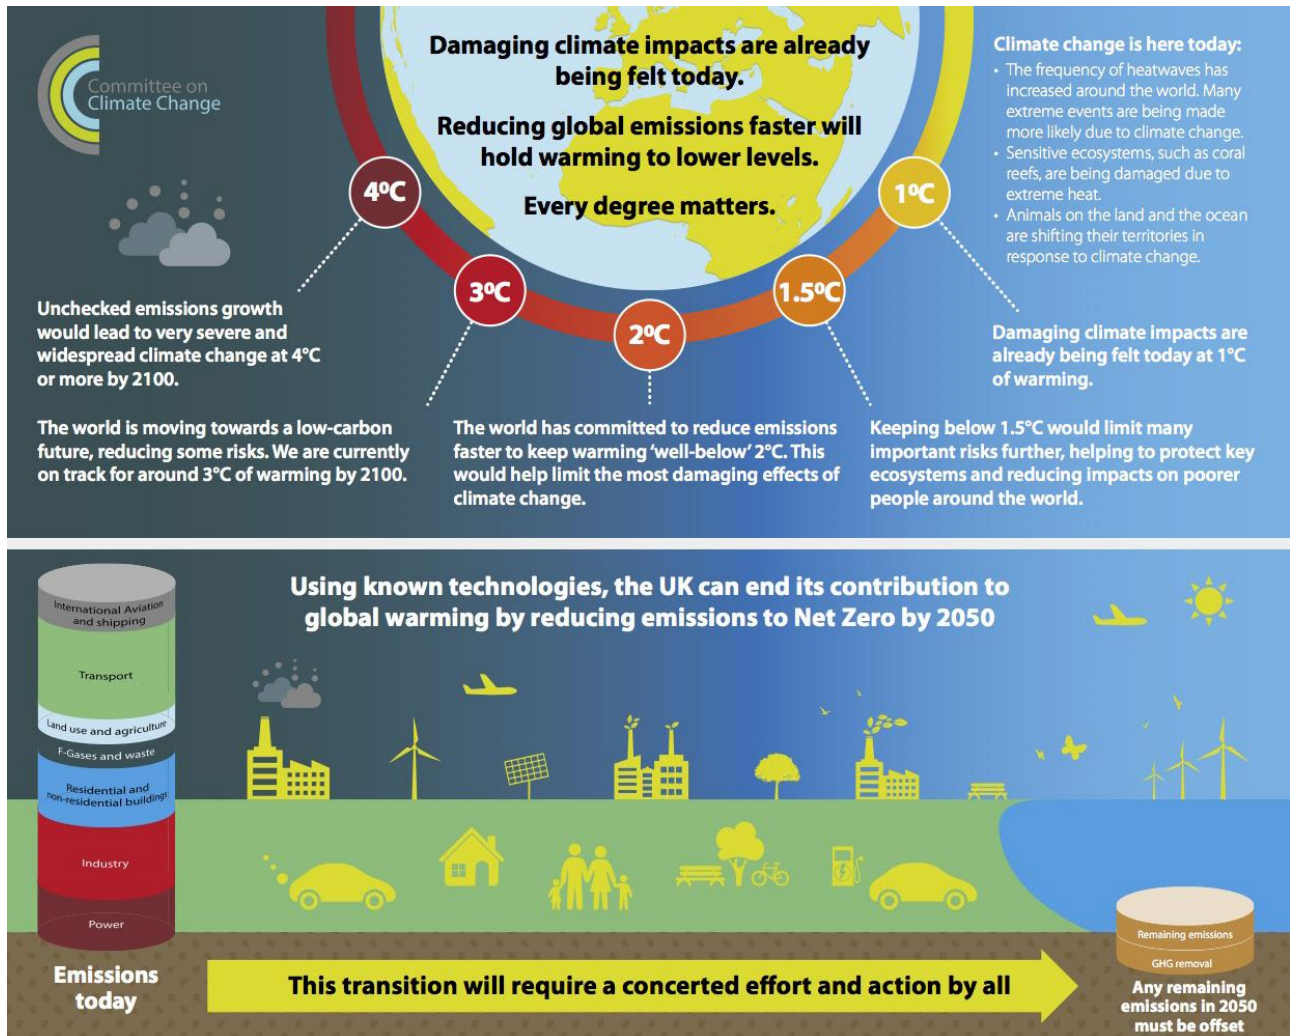 Committee on
Climate Change
Damaging climate impacts are already
being felt today.
Reducing global emissions faster will
hold warming to lower levels.
Every degree matters.
Climate change is here today:
• The frequency of heatwaves has
increased around the world. Many
extreme events are being made
more likely due to climate change.
• Sensitive ecosystems, such as coral
reefs, are being damaged due to
extreme heat.
• Animals on the land and the ocean
are shifting their territories in
response to climate change.
4ºC
3ºC
2ºC
1.5ºC
1ºC
Unchecked emissions growth
would lead to very severe and
widespread climate change at 4°C
or more by 2100.
The world is moving towards a low-carbon
future, reducing some risks. We are currently
on track for around 3°C of warming by 2100.
The world has committed to reduce emissions
faster to keep warming ‘well-below’ 2°C. This
would help limit the most damaging effects of
climate change.
Keeping below 1.5°C would limit many
important risks further, helping to protect key
ecosystems and reducing impacts on poorer
people around the world.
Damaging climate impacts are
already being felt today at 1°C
of warming.
Using known technologies, the UK can end its contribution to
global warming by reducing emissions to Net Zero by 2050
International Aviation
and shipping
Transport
Land use and agriculture
F-Gases and waste
Residential and
non-residential buildings
Industry
Power
Emissions
today
This transition will require a concerted effort and action by all
Remaining emissions
GHG removal
Any remaining
emissions in 2050
must be offset